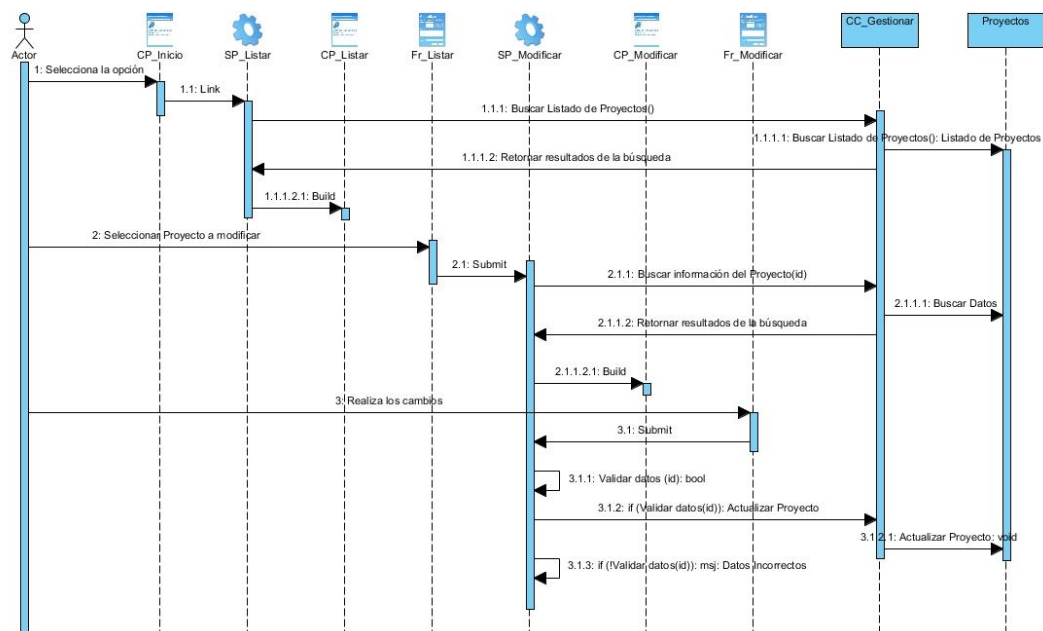 Actor
CP_Inicio
SP_Listar
CP_Listar
Fr_Listar
SP_Modificar
CP_Modificar
Fr_Modificar
CC_Gestionar
Proyectos
1: Selecciona la opción
1.1: Link
1.1.1: Buscar Listado de Proyectos()
1.1.1.1: Buscar Listado de Proyectos(): Listado de Proyectos
1.1.1.2: Retornar resultados de la búsqueda
1.1.1.2.1: Build
2: Seleccionar Proyecto a modificar
2.1: Submit
2.1.1: Buscar información del Proyecto(id)
2.1.1.1: Buscar Datos
2.1.1.2: Retornar resultados de la búsqueda
2.1.1.2.1: Build
3: Realiza los cambios
3.1: Submit
3.1.1: Validar datos (id): bool
3.1.2: if (Validar datos(id)): Actualizar Proyecto
3.1.2.1: Actualizar Proyecto: void
3.1.3: if (!Validar datos(id)): msj: Datos Incorrectos